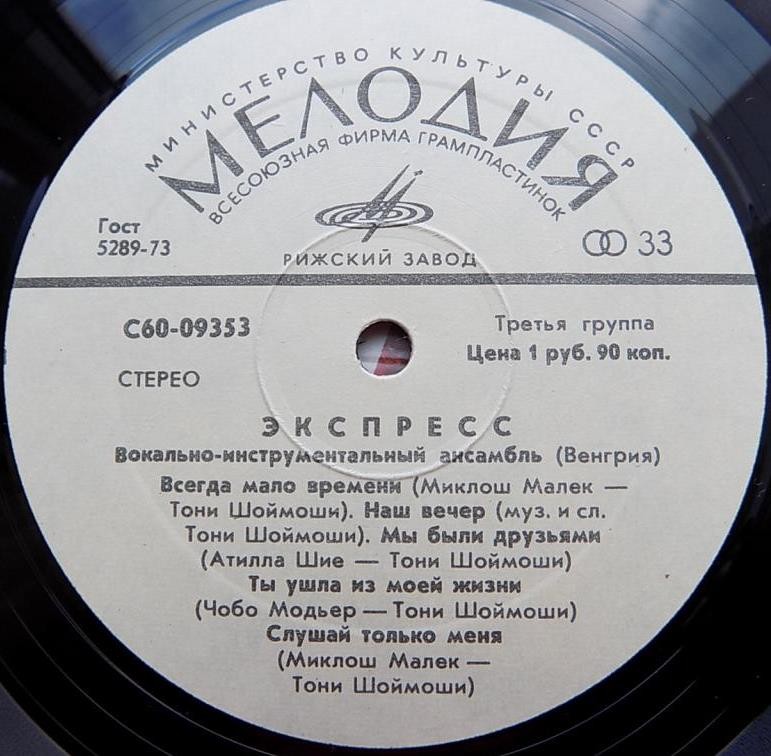 МИНИСТЕРСТВО КУЛЬТУРЫ СССР
МЕЛОДИЯ
ВСЕСОЮЗНАЯ ФИРМА ГРАМПЛАСТИНОК
Гост
5289-73
33
РИЖСКИЙ ЗАВОД
С60-09353
Третья группа
Цена 1 руб. 90 коп.
СТЕРЕО
ЭКСПРЕСС
Вокально-инструментальный ансамбль (Венгрия)
Всегда мало времени (Миклош Малек —
Тони Шоймоши). Наш вечер (муз. и сл.
Тони Шоймоши). Мы были друзьями
(Атилла Шие — Тони Шоймоши)
Ты ушла из моей жизни
(Чобо Модьер — Тони Шоймоши)
Слушай только меня
(Миклош Малек —
Тони Шоймоши)